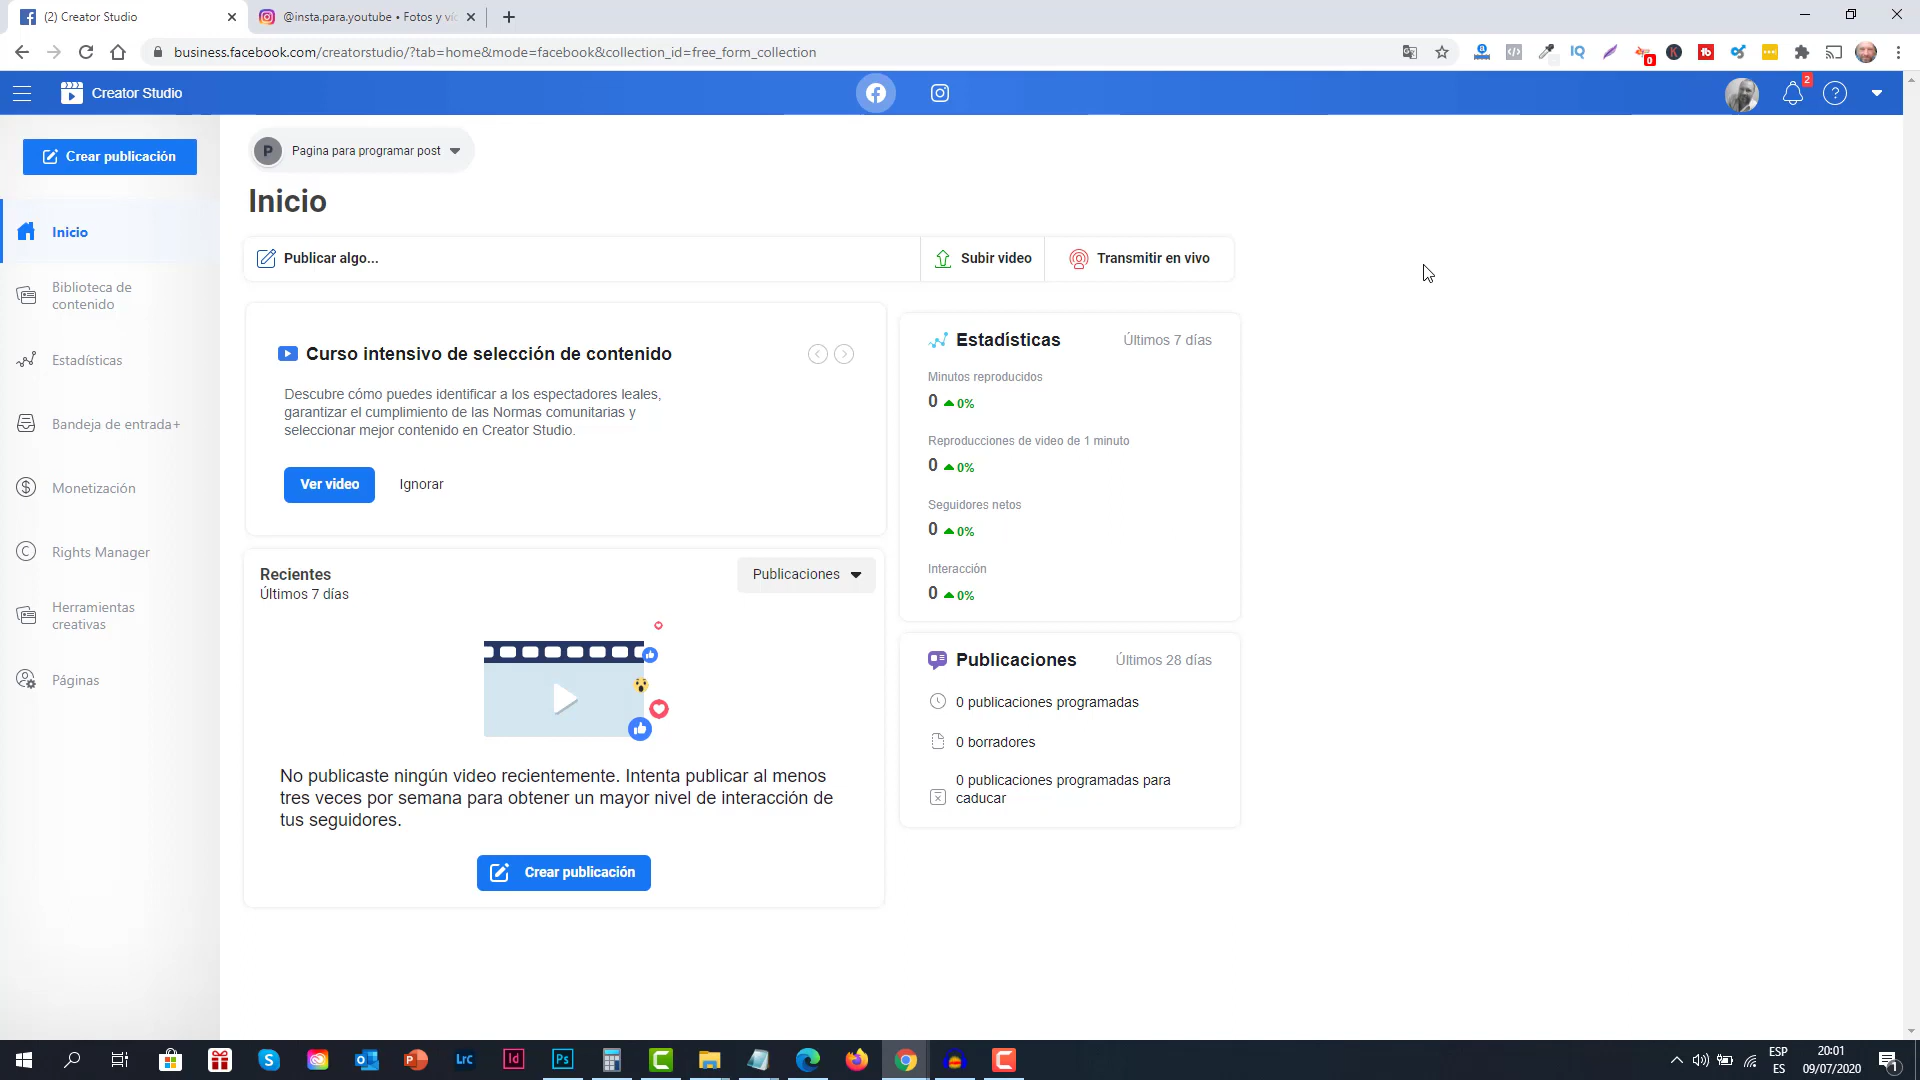 (2) Creator Studio
@insta.para.youtube • Fotos y víc
business.facebook.com/creatorstudio/?tab=home&mode=facebook&collection_id=free_form_collection
Creator Studio
2
Crear publicación
P
Pagina para programar post
Inicio
Inicio
Biblioteca de
contenido
Estadísticas
Bandeja de entrada+
Monetización
Rights Manager
Herramientas
creativas
Páginas
Publicar algo...
Subir video
Transmitir en vivo
Curso intensivo de selección de contenido
Descubre cómo puedes identificar a los espectadores leales,
garantizar el cumplimiento de las Normas comunitarias y
seleccionar mejor contenido en Creator Studio.
Ver video
Ignorar
Recientes
Últimos 7 días
Publicaciones
No publicaste ningún video recientemente. Intenta publicar al menos
tres veces por semana para obtener un mayor nivel de interacción de
tus seguidores.
Crear publicación
Estadísticas
Últimos 7 días
Minutos reproducidos
0 0%
Reproducciones de video de 1 minuto
0 0%
Seguidores netos
0 0%
Interacción
0 0%
Publicaciones
Últimos 28 días
0 publicaciones programadas
0 borradores
0 publicaciones programadas para
caducar
Lrc
Id
Ps
ESP
ES
20:01
09/07/2020
1